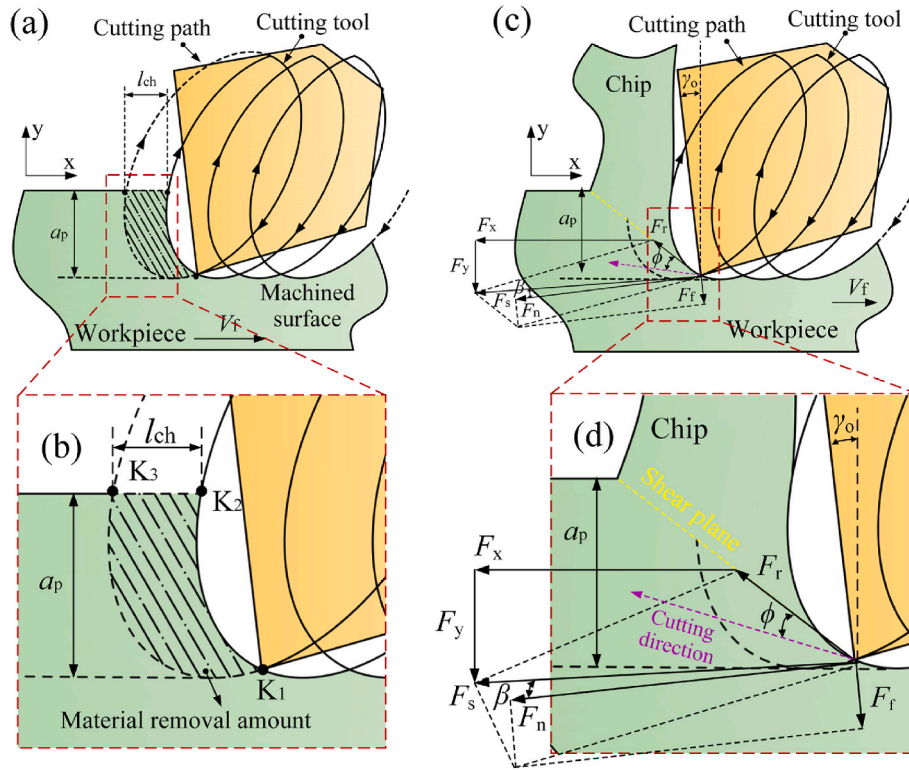 (a)
Cutting path
Cutting tool
l_ch
y
x
a_p
Machined
surface
Workpiece
V_f
(c)
Cutting path
Cutting tool
Chip
γ_o
y
x
a_p
F_x
F_r
F_y
ϕ
β
F_s
F_n
F_f
V_f
Workpiece
(b)
l_ch
K_3
K_2
a_p
K_1
Material removal amount
(d)
Chip
γ_o
Shear plane
a_p
F_x
F_r
ϕ
F_y
Cutting
direction
F_s
β
F_n
F_f